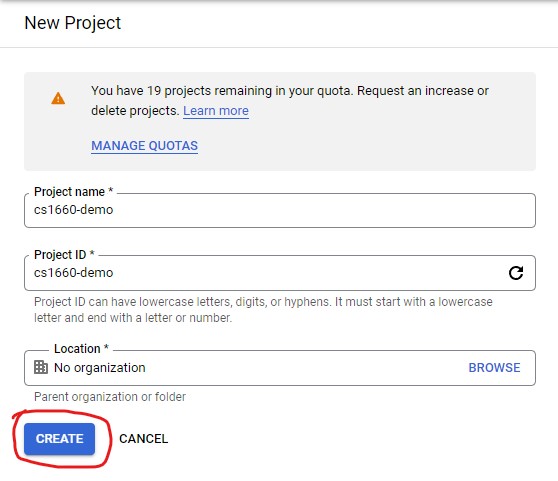 New Project
You have 19 projects remaining in your quota. Request an increase or
delete projects. Learn more
MANAGE QUOTAS
Project name *
cs1660-demo
Project ID *
cs1660-demo
Project ID can have lowercase letters, digits, or hyphens. It must start with a lowercase
letter and end with a letter or number.
Location *
No organization BROWSE
Parent organization or folder
CREATE CANCEL